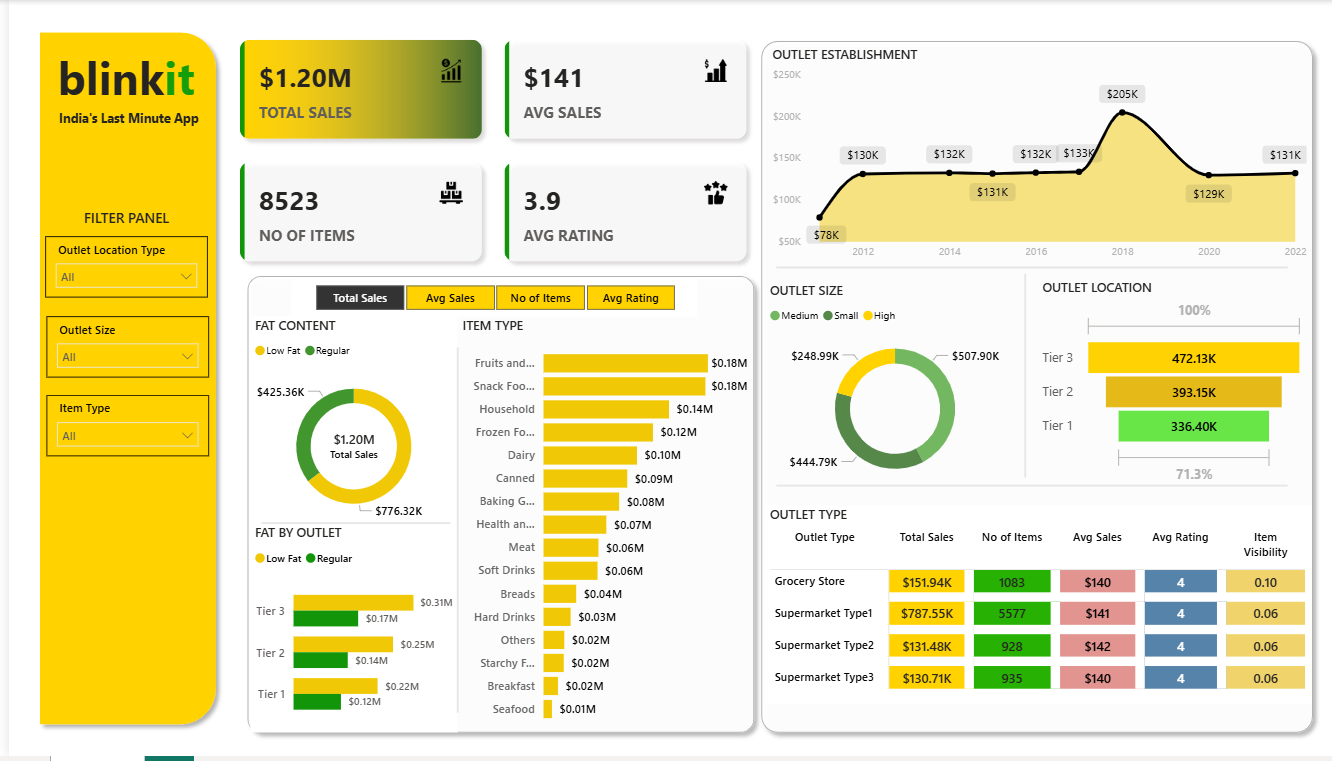 blinkit
India's Last Minute App
FILTER PANEL
Outlet Location Type
All
Outlet Size
All
Item Type
All
$1.20M
TOTAL SALES
$141
AVG SALES
8523
NO OF ITEMS
3.9
AVG RATING
Total Sales Avg Sales No of Items Avg Rating
FAT CONTENT
Low Fat Regular
$425.36K
$1.20M
Total Sales
$776.32K
FAT BY OUTLET
Low Fat Regular
Tier 3 $0.31M
$0.17M
Tier 2 $0.25M
$0.14M
Tier 1 $0.22M
$0.12M
ITEM TYPE
Fruits and... $0.18M
Snack Foo... $0.18M
Household $0.14M
Frozen Fo... $0.12M
Dairy $0.10M
Canned $0.09M
Baking G... $0.08M
Health an... $0.07M
Meat $0.06M
Soft Drinks $0.06M
Breads $0.04M
Hard Drinks $0.03M
Others $0.02M
Starchy F... $0.02M
Breakfast $0.02M
Seafood $0.01M
OUTLET ESTABLISHMENT
$250K
$200K
$150K
$100K
$50K
$78K
$130K
$132K
$131K
$132K
$133K
$205K
$129K
$131K
2012 2014 2016 2018 2020 2022
OUTLET SIZE
Medium Small High
$248.99K
$507.90K
$444.79K
OUTLET LOCATION
100%
Tier 3 472.13K
Tier 2 393.15K
Tier 1 336.40K
71.3%
OUTLET TYPE
Outlet Type Total Sales No of Items Avg Sales Avg Rating Item Visibility
Grocery Store $151.94K 1083 $140 4 0.10
Supermarket Type1 $787.55K 5577 $141 4 0.06
Supermarket Type2 $131.48K 928 $142 4 0.06
Supermarket Type3 $130.71K 935 $140 4 0.06